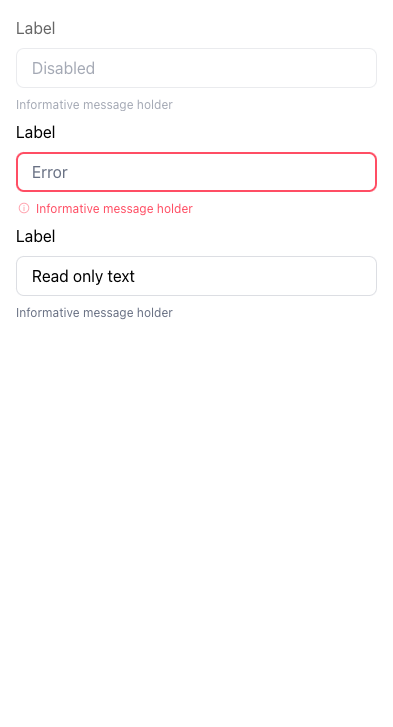 Label
Disabled
Informative message holder
Label
Error
Informative message holder
Label
Read only text
Informative message holder